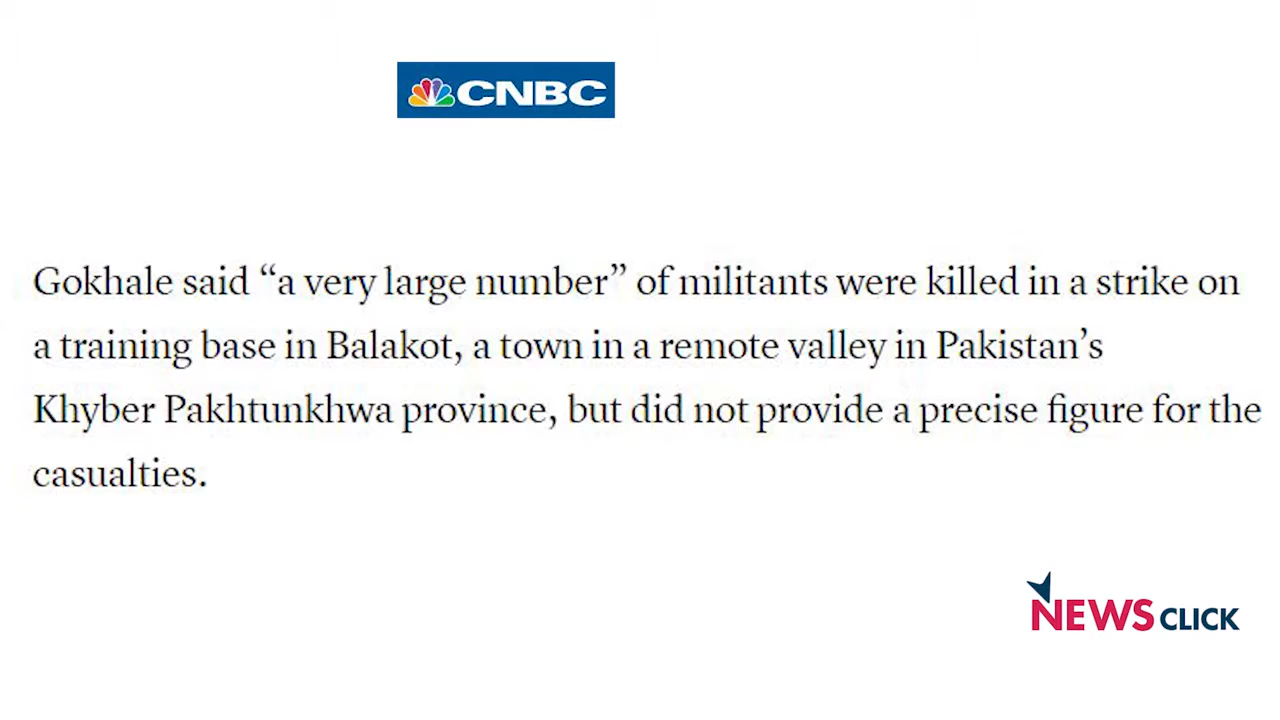 CNBC
Gokhale said “a very large number” of militants were killed in a strike on
a training base in Balakot, a town in a remote valley in Pakistan’s
Khyber Pakhtunkhwa province, but did not provide a precise figure for the
casualties.
NEWSCLICK